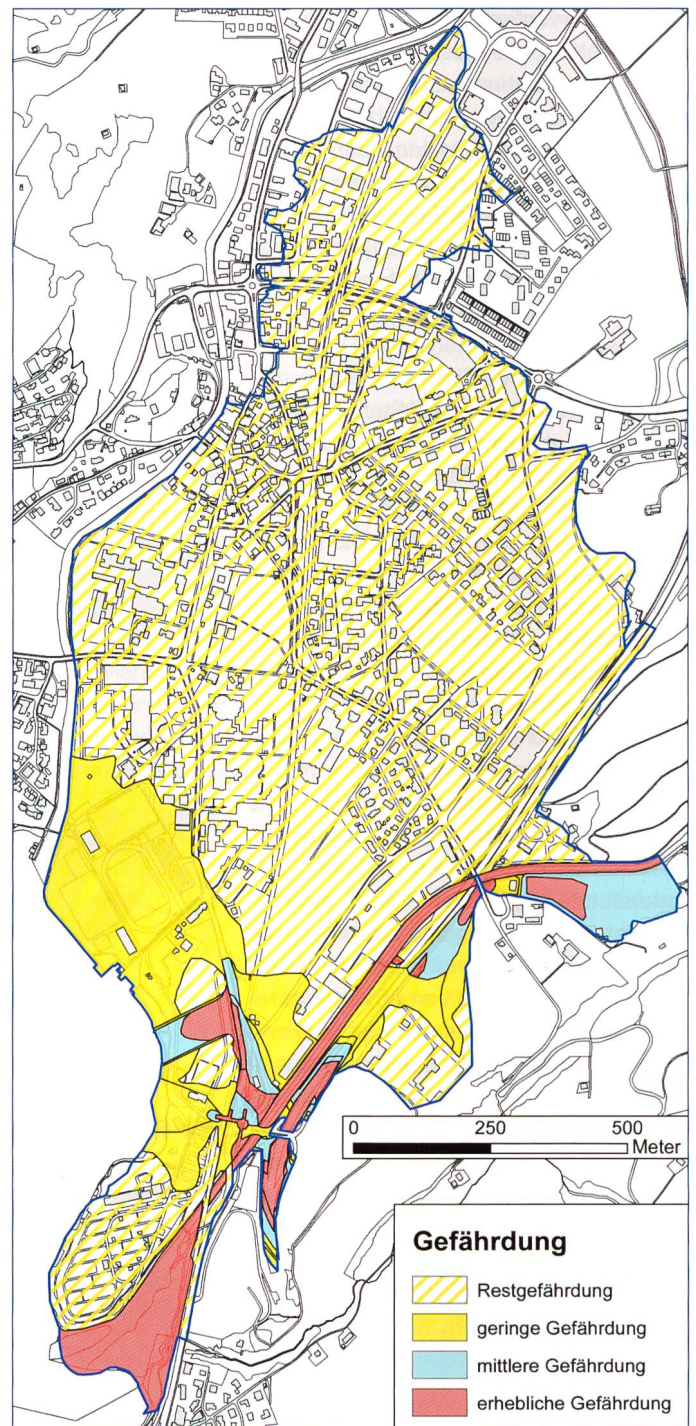 0 250 500
Meter
Gefährdung
Restgefährdung
geringe Gefährdung
mittlere Gefährdung
erhebliche Gefährdung